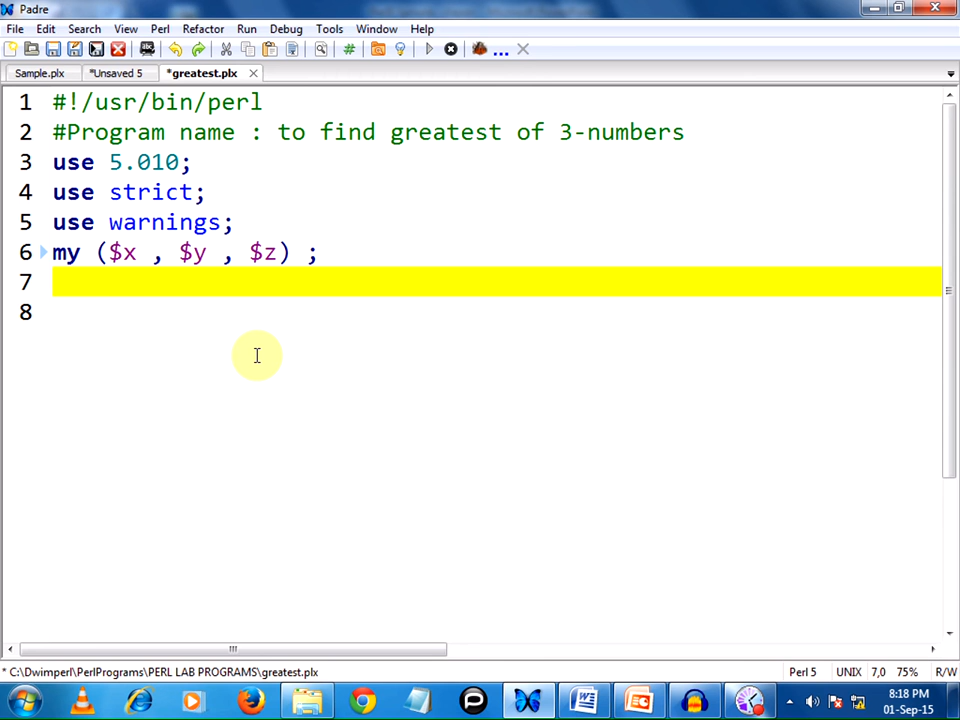 Padre
File Edit Search View Perl Refactor Run Debug Tools Window Help
Sample.plx *Unsaved 5 *greatest.plx
1 #!/usr/bin/perl
2 #Program name : to find greatest of 3-numbers
3 use 5.010;
4 use strict;
5 use warnings;
6 my ($x , $y , $z) ;
7
8
* C:\Dwimperl\PerlPrograms\PERL LAB PROGRAMS\greatest.plx Perl 5 UNIX 7,0 75% R/W
8:18 PM
01-Sep-15